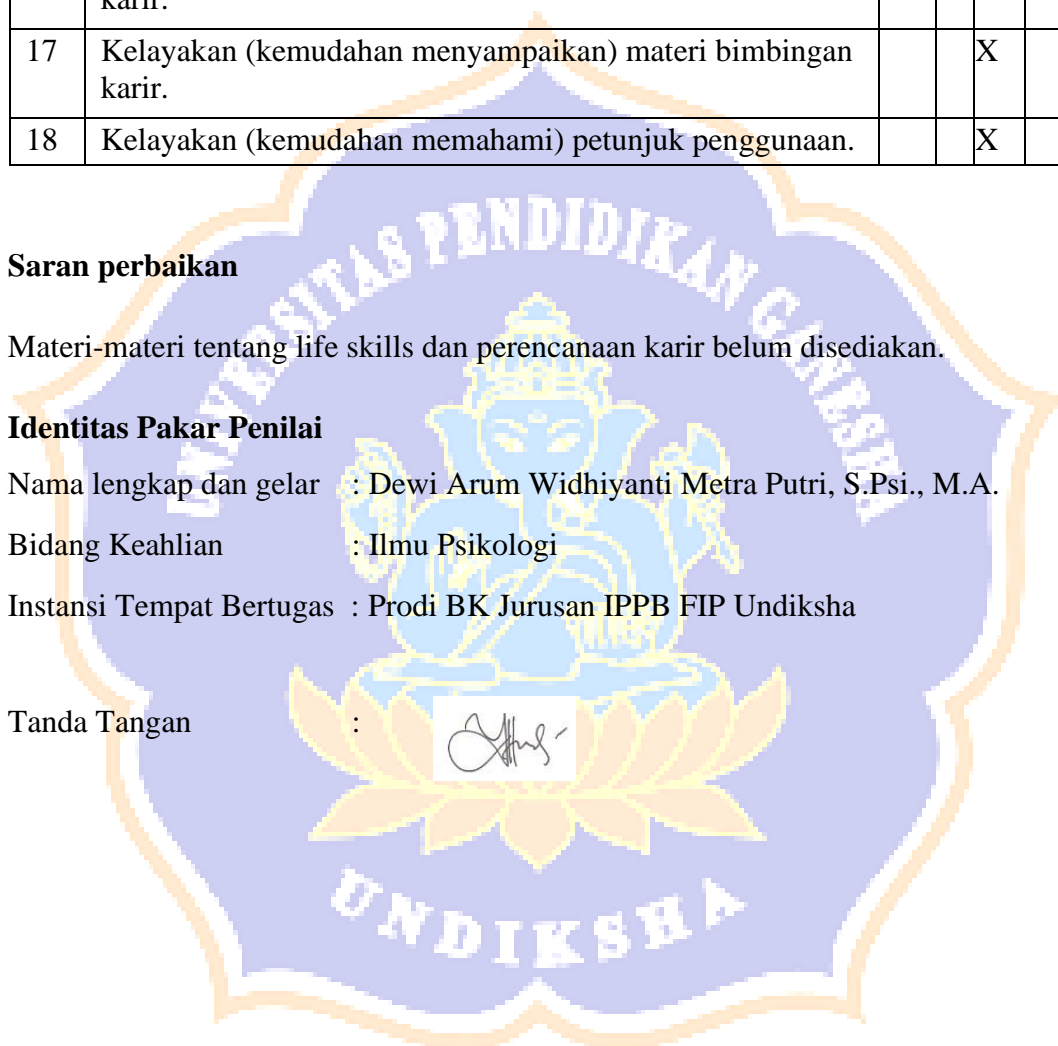 karir.
17 Kelayakan (kemudahan menyampaikan) materi bimbingan X
karir.
18 Kelayakan (kemudahan memahami) petunjuk penggunaan. X
UNIVERSITAS PENDIDIKAN GANESHA
Saran perbaikan
Materi-materi tentang life skills dan perencanaan karir belum disediakan.
Identitas Pakar Penilai
Nama lengkap dan gelar : Dewi Arum Widhiyanti Metra Putri, S.Psi., M.A.
Bidang Keahlian : Ilmu Psikologi
Instansi Tempat Bertugas : Prodi BK Jurusan IPPB FIP Undiksha
Tanda Tangan :
UNDIKSHA